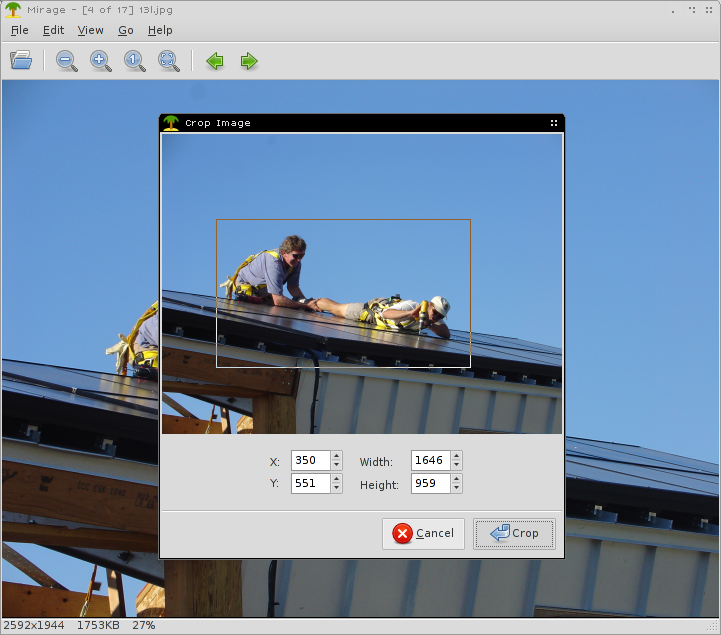 Mirage - [4 of 17] 13l.jpg
File Edit View Go Help
1
Crop Image
X: 350 Width: 1646
Y: 551 Height: 959
Cancel Crop
2592x1944 1753KB 27%